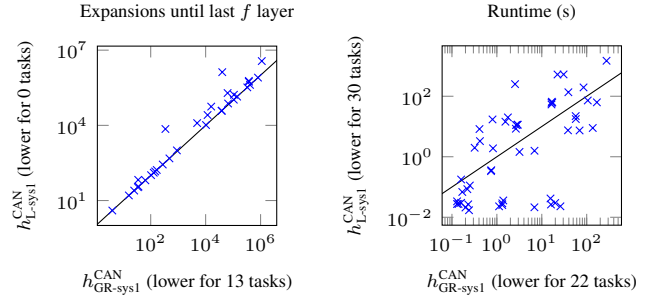 Expansions until last f layer
10^7
10^4
10^1
10^2 10^4 10^6
h^CAN_L-sys1 (lower for 0 tasks)
h^CAN_GR-sys1 (lower for 13 tasks)
Runtime (s)
10^2
10^0
10^−2
10^−1 10^0 10^1 10^2
h^CAN_L-sys1 (lower for 30 tasks)
h^CAN_GR-sys1 (lower for 22 tasks)